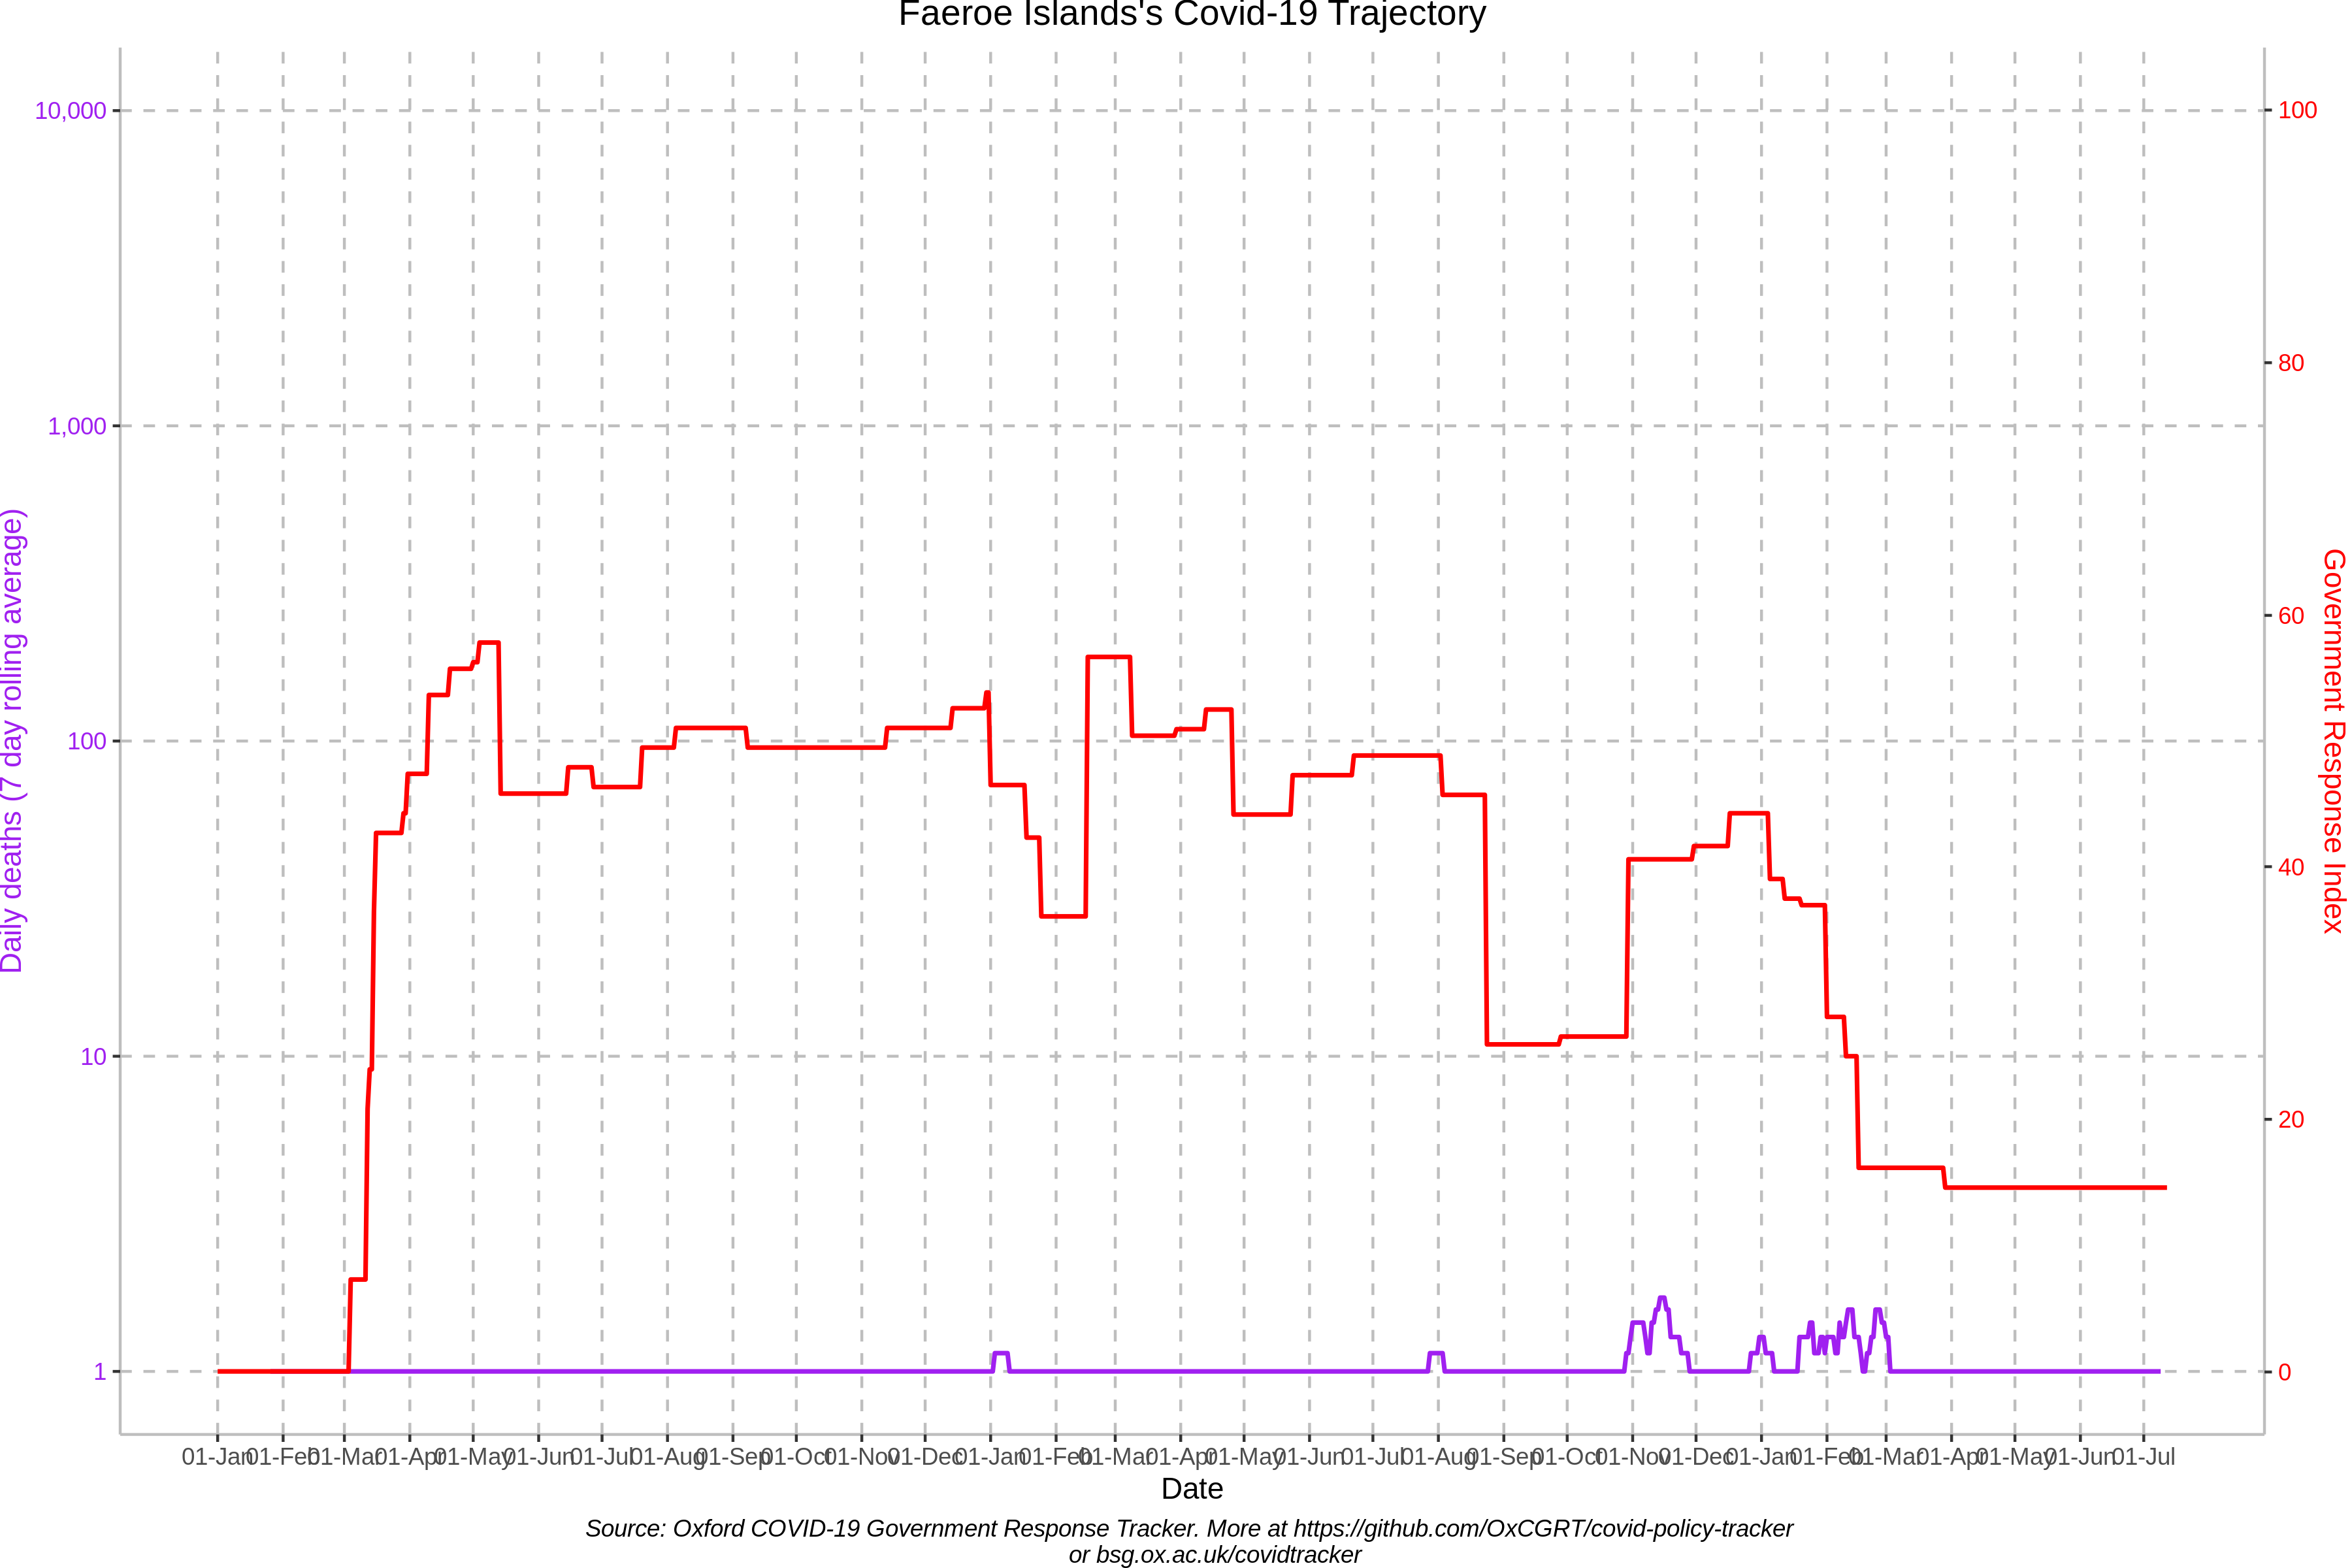 Faeroe Islands's Covid-19 Trajectory
10,000
1,000
100
10
1
Daily deaths (7 day rolling average)
100
80
60
40
20
0
Government Response Index
01-Jan 01-Feb 01-Mar 01-Apr 01-May 01-Jun 01-Jul 01-Aug 01-Sep 01-Oct 01-Nov 01-Dec 01-Jan 01-Feb 01-Mar 01-Apr 01-May 01-Jun 01-Jul 01-Aug 01-Sep 01-Oct 01-Nov 01-Dec 01-Jan 01-Feb 01-Mar 01-Apr 01-May 01-Jun 01-Jul
Date
Source: Oxford COVID-19 Government Response Tracker. More at https://github.com/OxCGRT/covid-policy-tracker
or bsg.ox.ac.uk/covidtracker